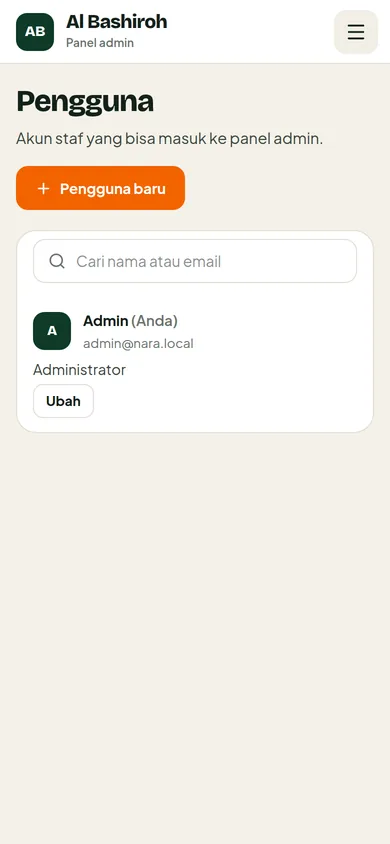 AB
Al Bashiroh
Panel admin
Pengguna
Akun staf yang bisa masuk ke panel admin.
+ Pengguna baru
Cari nama atau email
A
Admin (Anda)
admin@nara.local
Administrator
Ubah